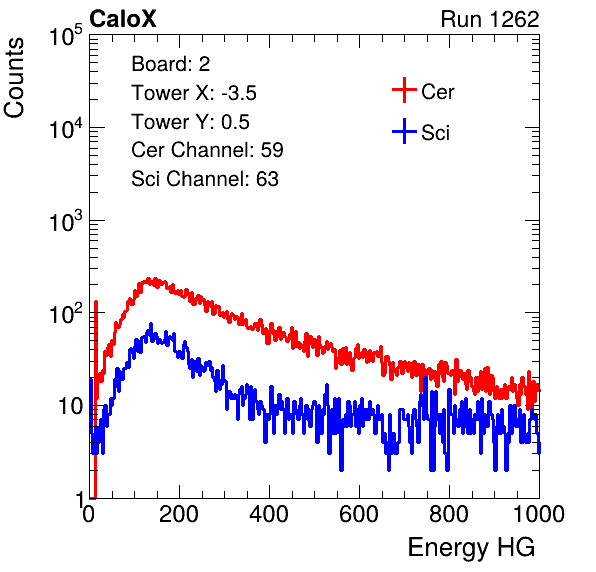 CaloX Run 1262
Counts
10^5
10^4
10^3
10^2
10
1
Board: 2
Tower X: -3.5
Tower Y: 0.5
Cer Channel: 59
Sci Channel: 63
Cer
Sci
0 200 400 600 800 1000
Energy HG